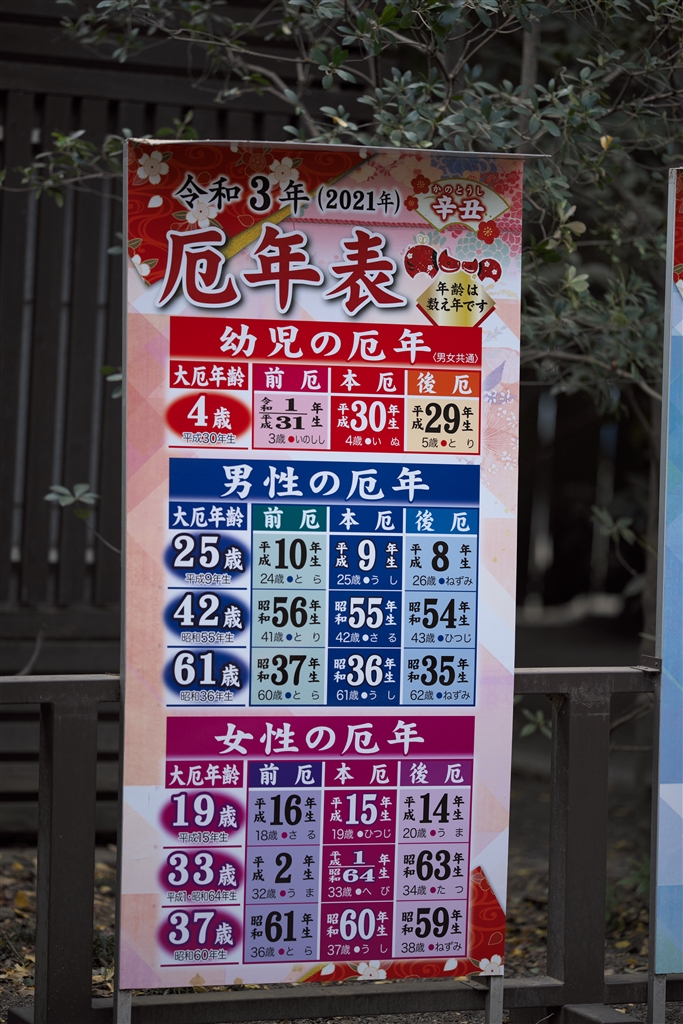 令和3年(2021年)
かのとうし
辛丑
厄年表
年齢は
数え年です
幼児の厄年(男女共通)
大厄年齢 前厄 本厄 後厄
4歳 令和1年生 平成31 平成30年生 平成29年生
平成30年生 3歳●いのしし 4歳●いぬ 5歳●とり
男性の厄年
大厄年齢 前厄 本厄 後厄
25歳 平成10年生 平成9年生 平成8年生
平成9年生 24歳●とら 25歳●うし 26歳●ねずみ
42歳 昭和56年生 昭和55年生 昭和54年生
昭和55年生 41歳●とり 42歳●さる 43歳●ひつじ
61歳 昭和37年生 昭和36年生 昭和35年生
昭和36年生 60歳●とら 61歳●うし 62歳●ねずみ
女性の厄年
大厄年齢 前厄 本厄 後厄
19歳 平成16年生 平成15年生 平成14年生
平成15年生 18歳●さる 19歳●ひつじ 20歳●うま
33歳 平成2年生 平成1年生 昭和64 昭和63年生
平成1・昭和64年生 32歳●うま 33歳●へび 34歳●たつ
37歳 昭和61年生 昭和60年生 昭和59年生
昭和60年生 36歳●とら 37歳●うし 38歳●ねずみ